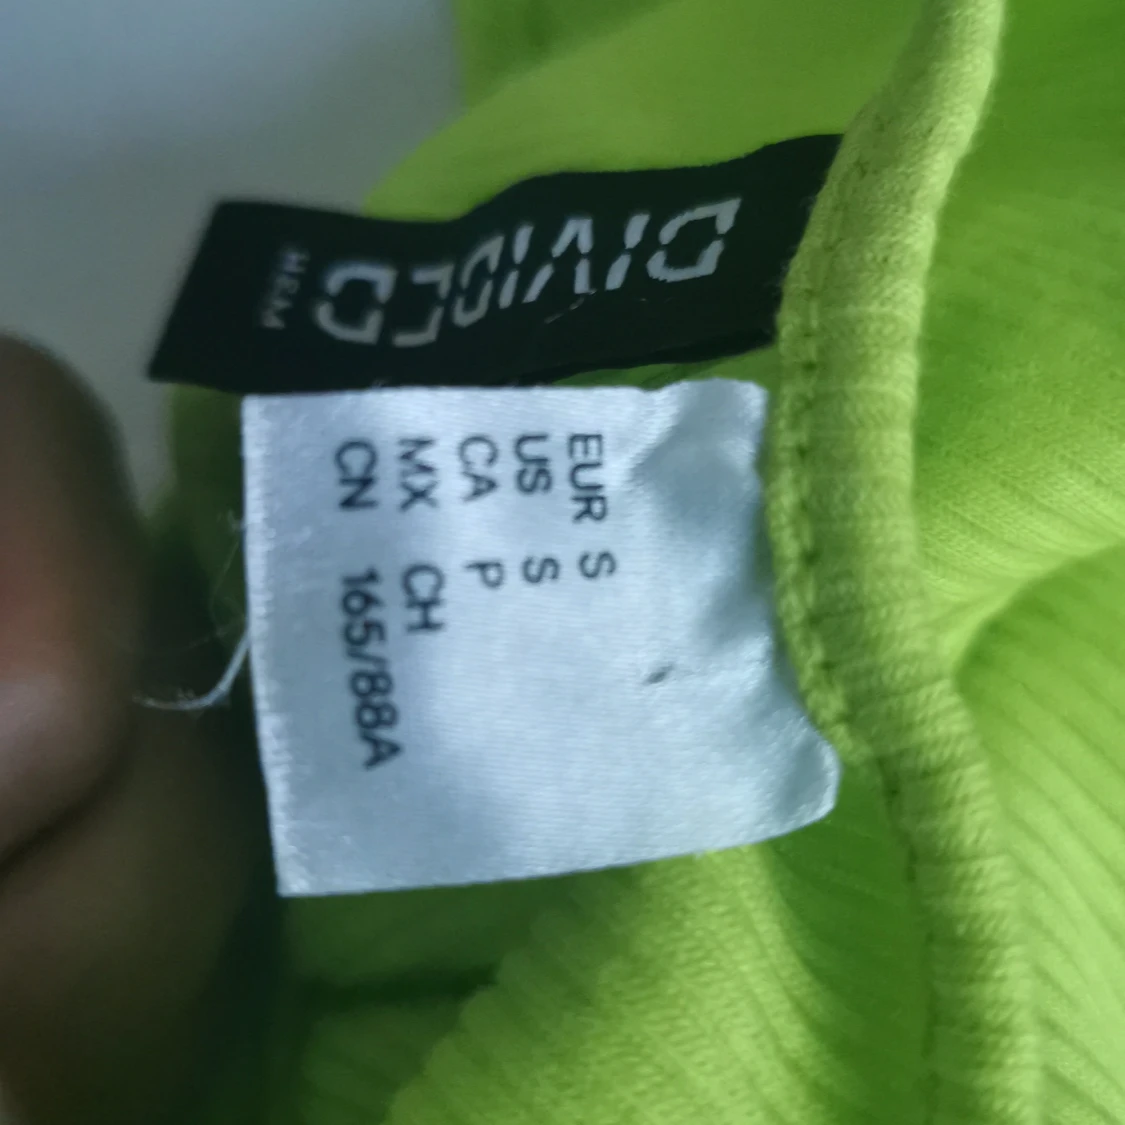 DIVIDED
H&M
EUR S
US S
CA P
MX CH
CN 165/88A